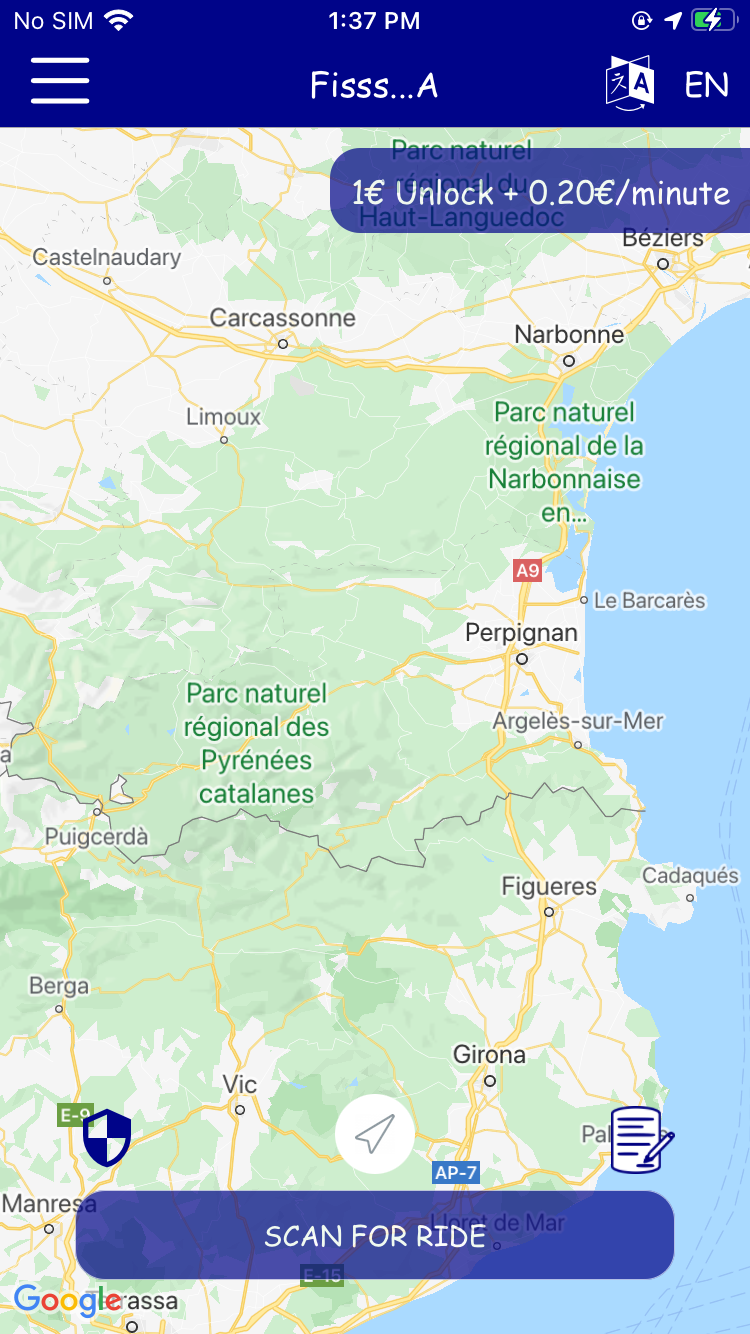 No SIM 1:37 PM
Fisss...A
EN
Parc naturel
régional du
Haut-Languedoc
1€ Unlock + 0.20€/minute
Béziers
Castelnaudary
Carcassonne
Narbonne
Limoux
Parc naturel
régional de la
Narbonnaise
en...
A9
Le Barcarès
Perpignan
Parc naturel
régional des
Pyrénées
catalanes
Argelès-sur-Mer
a
Puigcerdà
Figueres
Cadaqués
Berga
Girona
Vic
E-9
AP-7
Manresa
Lloret de Mar
SCAN FOR RIDE
E-15
Google